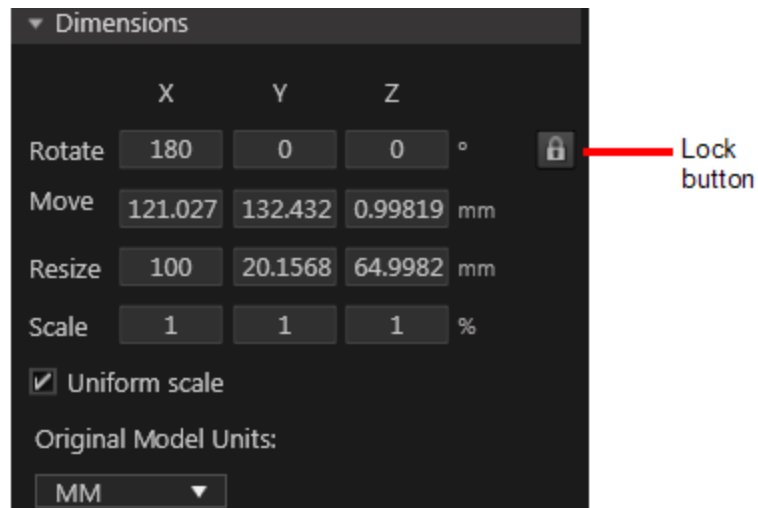 Dimensions
X Y Z
Rotate 180 0 0 °
Lock
button
Move 121.027 132.432 0.99819 mm
Resize 100 20.1568 64.9982 mm
Scale 1 1 1 %
Uniform scale
Original Model Units:
MM